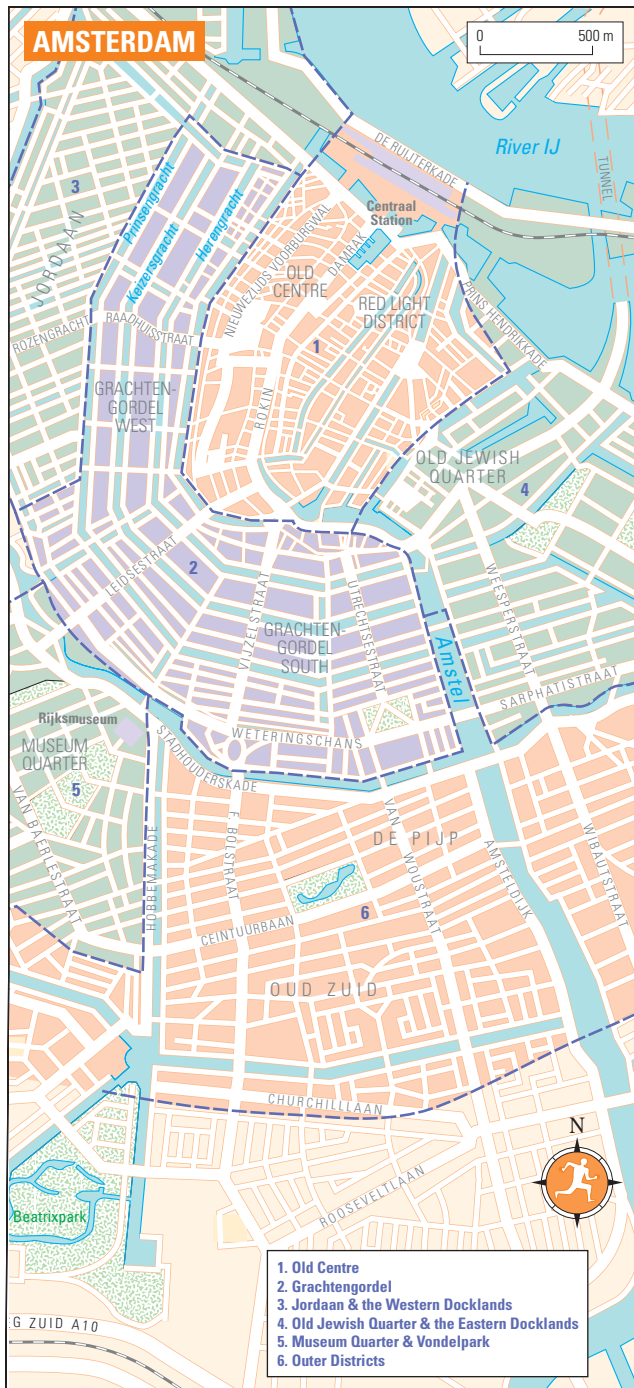 AMSTERDAM
0 500 m
River IJ
TUNNEL
DE RUIJTERKADE
Centraal
Station
3
JORDAAN
Prinsengracht
Keizersgracht
Herengracht
NIEUWEZIJDS VOORBURGWAL
DAMRAK
OLD
CENTRE
RED LIGHT
DISTRICT
PRINS HENDRIKKADE
1
ROZENGRACHT
RAADHUISSTRAAT
ROKIN
GRACHTEN-
GORDEL
WEST
OLD JEWISH
QUARTER
4
LEIDSESTRAAT
2
VIJZELSTRAAT
UTRECHTSESTRAAT
WEESPERSTRAAT
GRACHTEN-
GORDEL
SOUTH
Amstel
SARPHATISTRAAT
Rijksmuseum
MUSEUM
QUARTER
5
WETERINGSCHANS
STADHOUDERSKADE
VAN BAERLESTRAAT
HOBBEMAKADE
F. BOLSTRAAT
DE PIJP
VAN WOUSTRAAT
AMSTELDIJK
WIBAUTSTRAAT
CEINTUURBAAN
6
OUD ZUID
CHURCHILLLAAN
N
ROOSEVELTLAAN
Beatrixpark
G ZUID A10
1. Old Centre
2. Grachtengordel
3. Jordaan & the Western Docklands
4. Old Jewish Quarter & the Eastern Docklands
5. Museum Quarter & Vondelpark
6. Outer Districts